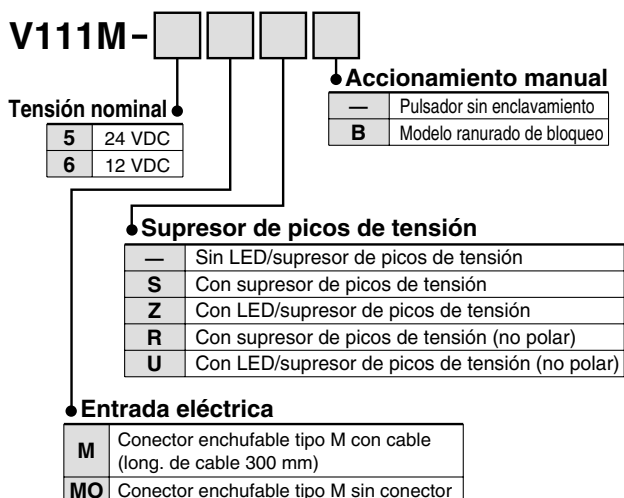 V111M-
Accionamiento manual
— Pulsador sin enclavamiento
B Modelo ranurado de bloqueo
Tensión nominal
5 24 VDC
6 12 VDC
Supresor de picos de tensión
— Sin LED/supresor de picos de tensión
S Con supresor de picos de tensión
Z Con LED/supresor de picos de tensión
R Con supresor de picos de tensión (no polar)
U Con LED/supresor de picos de tensión (no polar)
Entrada eléctrica
M Conector enchufable tipo M con cable
(long. de cable 300 mm)
MO Conector enchufable tipo M sin conector